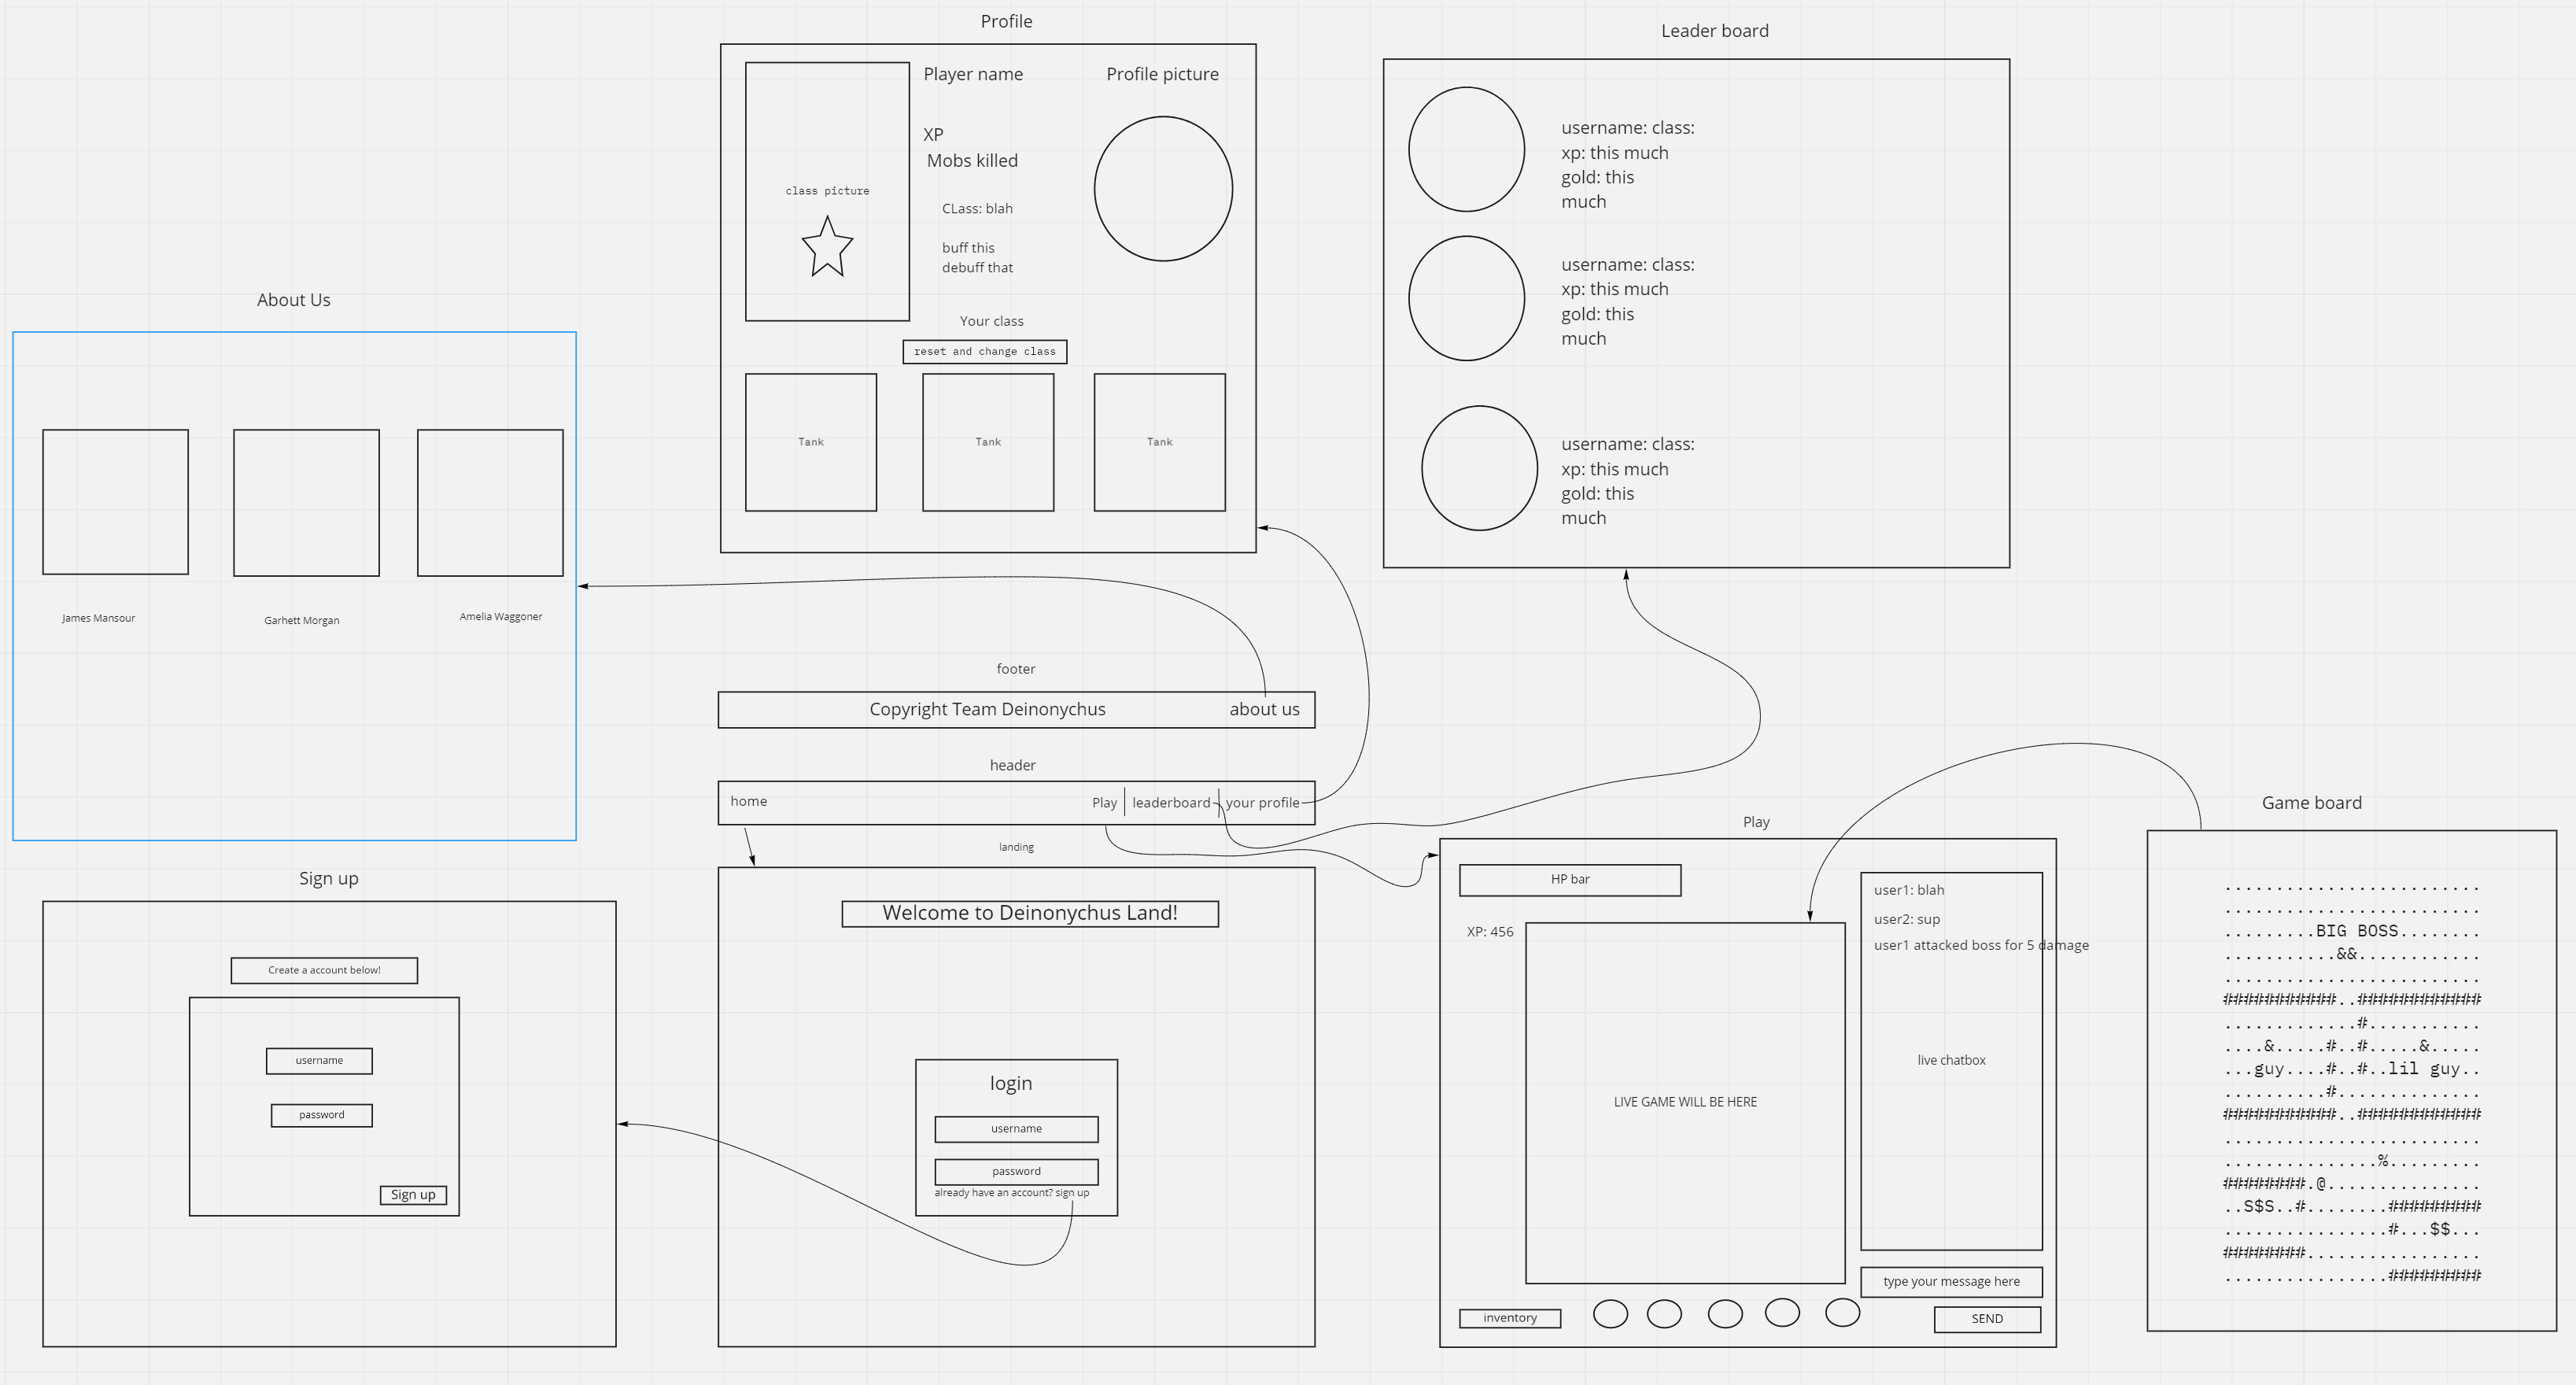 Profile
Player name
Profile picture
XP
Mobs killed
class picture
CLass: blah
buff this
debuff that
Your class
reset and change class
Tank
Tank
Tank
Leader board
username: class:
xp: this much
gold: this
much
username: class:
xp: this much
gold: this
much
username: class:
xp: this much
gold: this
much
About Us
James Mansour
Garhett Morgan
Amelia Waggoner
footer
Copyright Team Deinonychus
about us
header
home
Play
leaderboard
your profile
landing
Welcome to Deinonychus Land!
login
username
password
already have an account? sign up
Sign up
Create a account below!
username
password
Sign up
Play
HP bar
XP: 456
LIVE GAME WILL BE HERE
user1: blah
user2: sup
user1 attacked boss for 5 damage
live chatbox
type your message here
SEND
inventory
Game board
.........................
.........................
.........BIG BOSS........
...........&&............
.........................
###########..############
.............#...........
....&.....#..#.....&.....
...guy....#..#..lil guy..
..........#..............
###########..############
.........................
...............%.........
########.@...............
..S$S..#........#########
................#...$$...
########.................
................#########